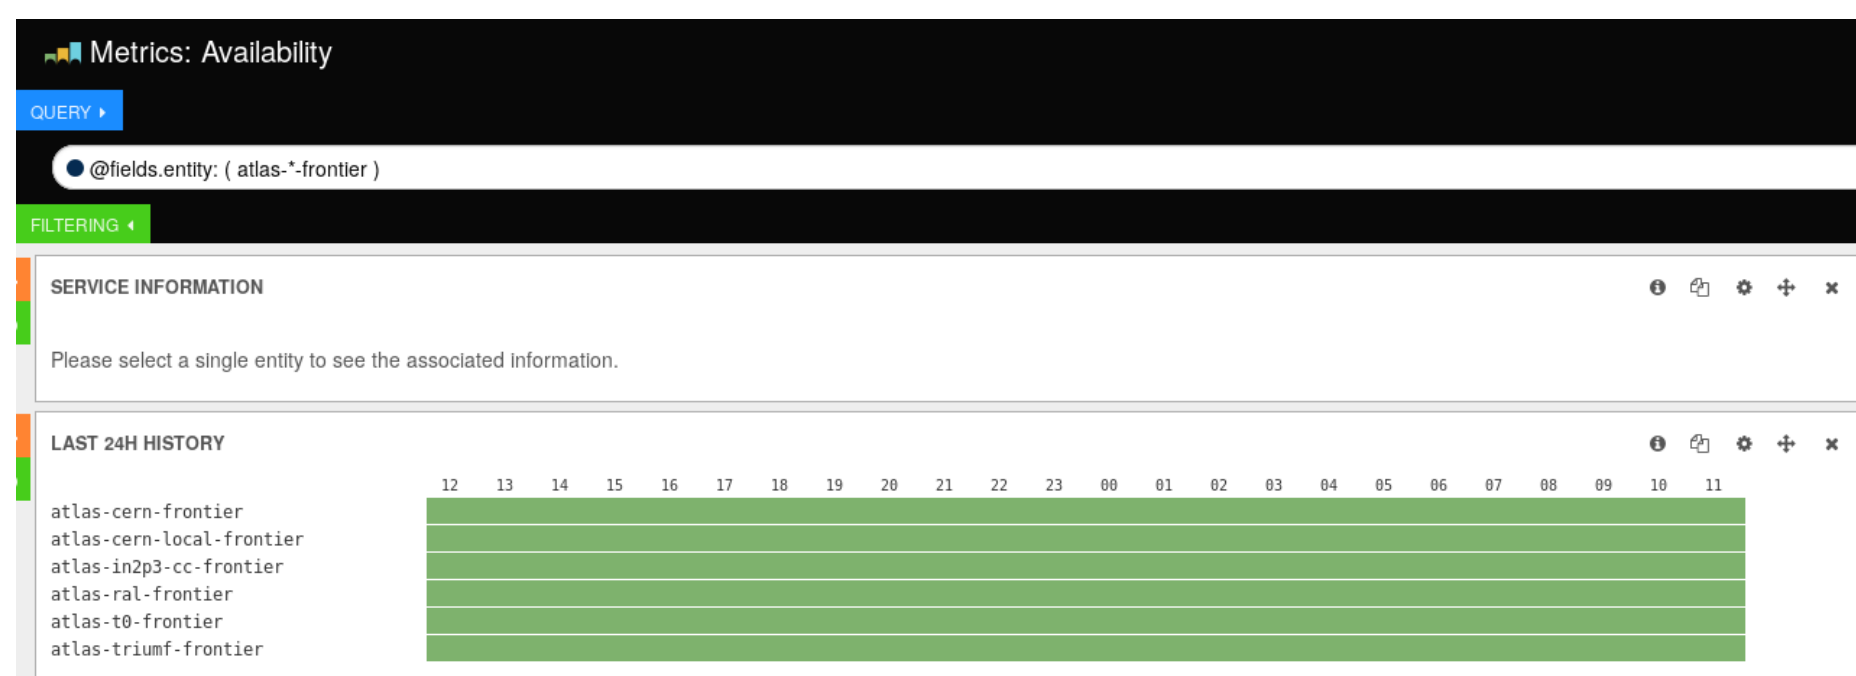 Metrics: Availability
QUERY
@fields.entity: ( atlas-*-frontier )
FILTERING
SERVICE INFORMATION
Please select a single entity to see the associated information.
LAST 24H HISTORY
12 13 14 15 16 17 18 19 20 21 22 23 00 01 02 03 04 05 06 07 08 09 10 11
atlas-cern-frontier
atlas-cern-local-frontier
atlas-in2p3-cc-frontier
atlas-ral-frontier
atlas-t0-frontier
atlas-triumf-frontier